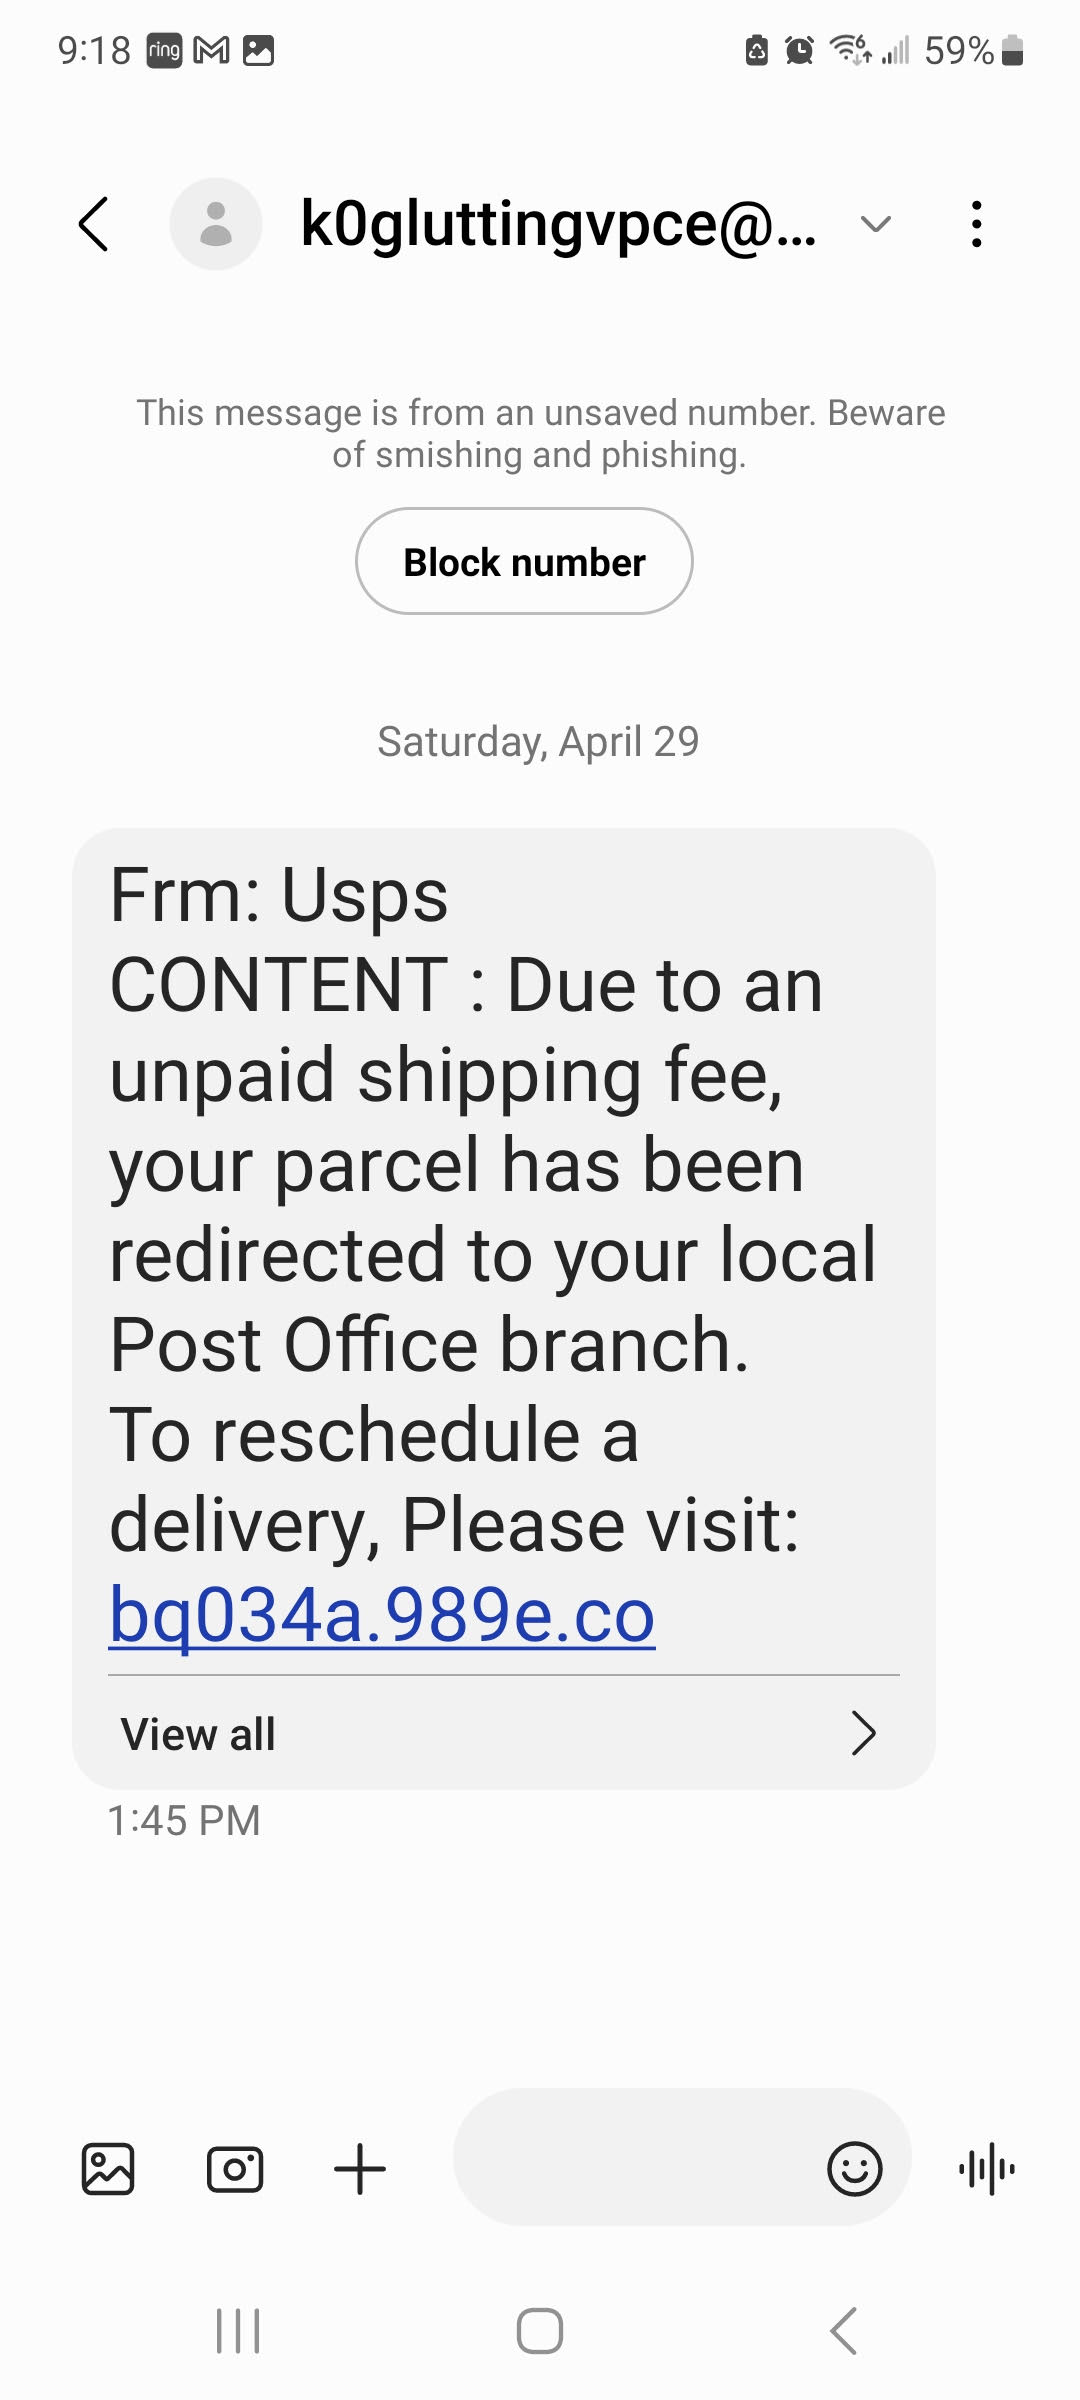 9:18 ring 6 59%
k0gluttingvpce@...
This message is from an unsaved number. Beware
of smishing and phishing.
Block number
Saturday, April 29
Frm: Usps
CONTENT : Due to an
unpaid shipping fee,
your parcel has been
redirected to your local
Post Office branch.
To reschedule a
delivery, Please visit:
bq034a.989e.co
View all
1:45 PM